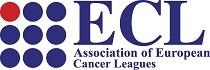 ECL
Association of European
Cancer Leagues